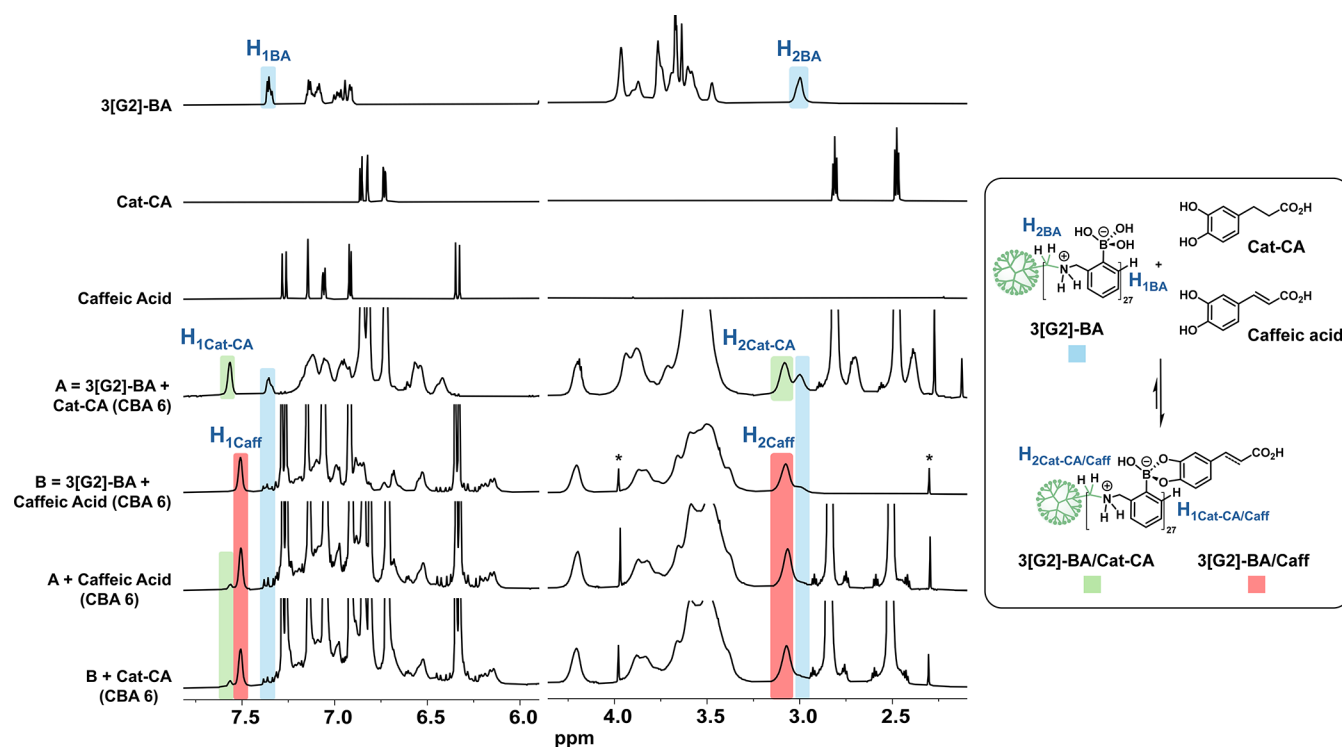 H1BA
H2BA
3[G2]-BA
Cat-CA
Caffeic Acid
H1Cat-CA
H2Cat-CA
A = 3[G2]-BA +
Cat-CA (CBA 6)
H1Caff
H2Caff
*
*
B = 3[G2]-BA +
Caffeic Acid (CBA 6)
A + Caffeic Acid
(CBA 6)
B + Cat-CA
(CBA 6)
7.5
7.0
6.5
6.0
4.0
3.5
3.0
2.5
ppm
HO
HO
CO2H
Cat-CA
H2BA
HO
OH
B
⊖
OH
H H
⊕
N
H
H
H
27
H1BA
+
HO
HO
CO2H
Caffeic acid
3[G2]-BA
CO2H
H2Cat-CA/Caff
HO
⊖
B
O
O
H H
⊕
N
H
H
H
27
H1Cat-CA/Caff
3[G2]-BA/Cat-CA
3[G2]-BA/Caff